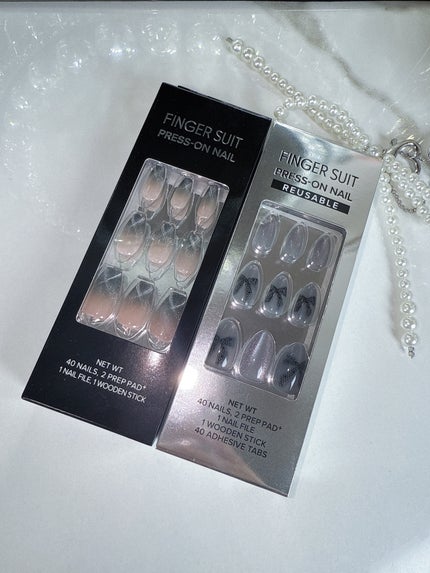 FINGER SUIT
PRESS-ON NAIL
NET WT
40 NAILS, 2 PREP PAD+
1 NAIL FILE, 1 WOODEN STICK
FINGER SUIT
PRESS-ON NAIL
REUSABLE
NET WT
40 NAILS, 2 PREP PAD+
1 NAIL FILE
1 WOODEN STICK
40 ADHESIVE TABS